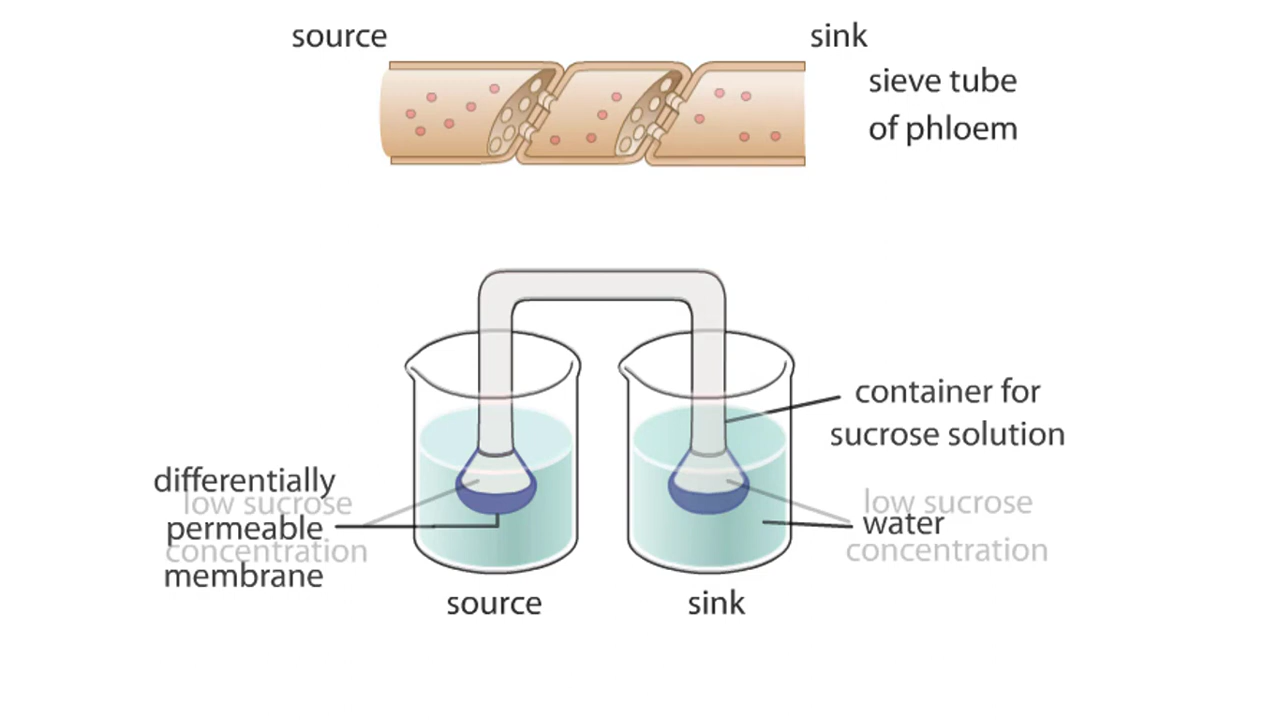 source
sink
sieve tube
of phloem
container for
sucrose solution
differentially
low sucrose
permeable
concentration
membrane
low sucrose
water
concentration
source
sink